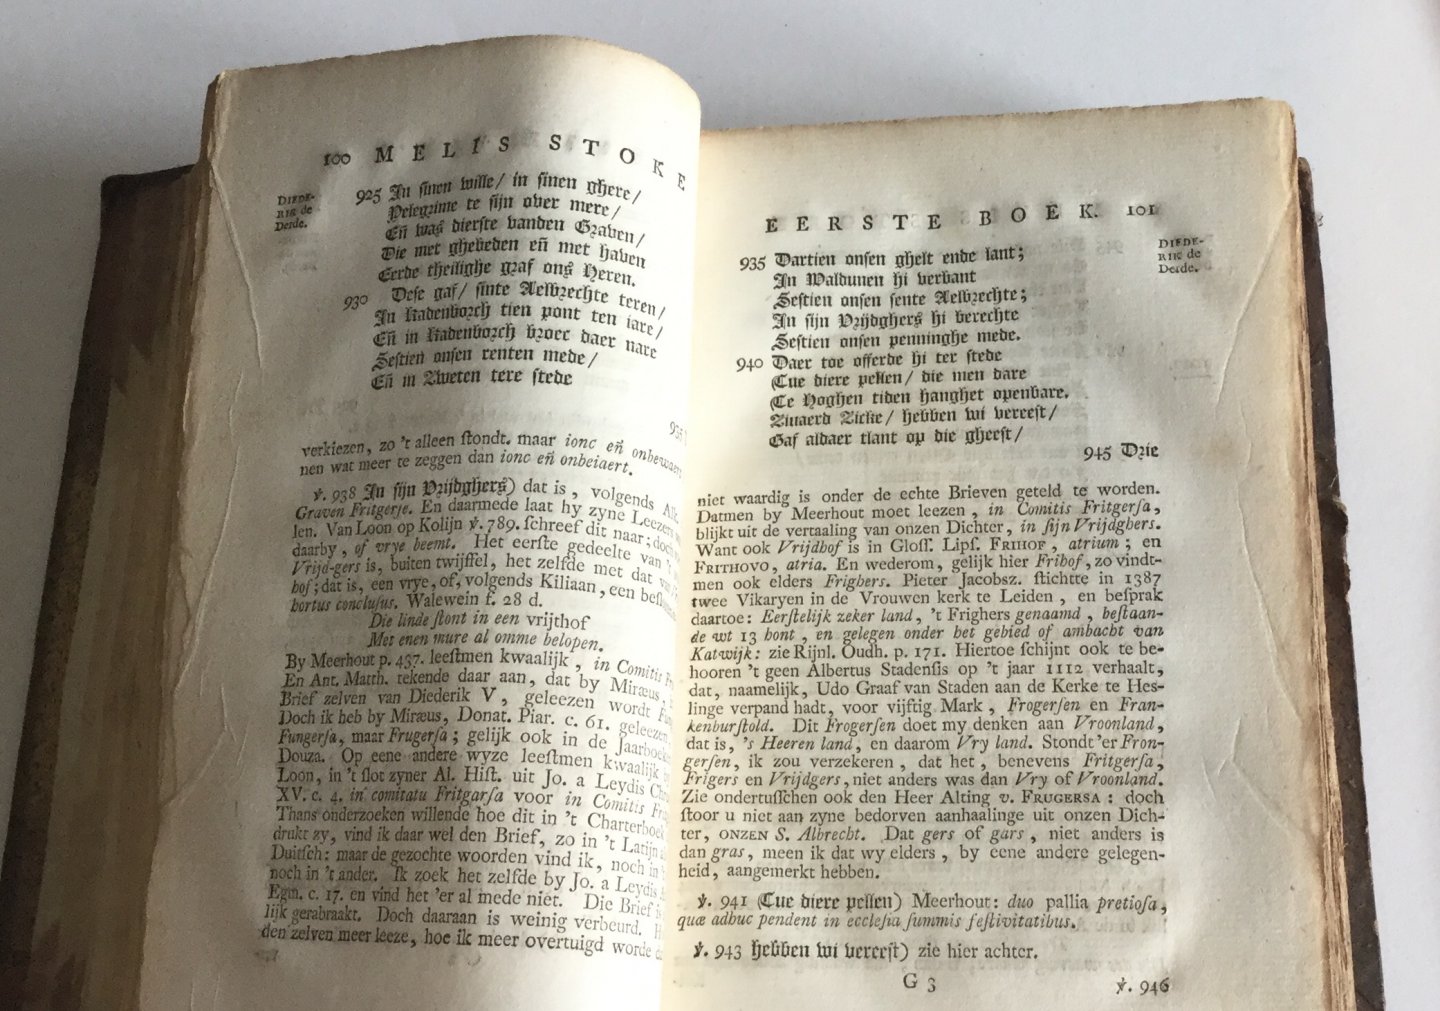 100 MELIS STOKE
DIEDE-
RIK de
Derde.
925 In sinen wille/ in sinen ghere/
Pelegrime te sijn over mere/
Eñ was dierste vanden Graven/
Die met ghebeden eñ met haven
Eerde theilighe graf ons Heren.
930 Dese gaf/ sinte Aelbrechte teren/
In Kadenborch tien pont ten iare/
Eñ in Kadenborch broec daer nare
Sestien onsen renten mede/
Eñ in Zweten tere stede
935
verkiezen, zo 't alleen ſtondt. maar ionc eñ onbewaert
nen wat meer te zeggen dan ionc eñ onbeiaert.
℣. 938 In sijn Vrijdghers) dat is, volgends
Graven Fritgerſe. En daarmede laat hy zyne Leezers
len. Van Loon op Kolijn ℣. 789. ſchreef dit naar; doch
daarby, of vrye beemt. Het eerſte gedeelte van
Vrijd-gers is, buiten twijffel, het zelfde met dat van
hof; dat is, een vrye, of, volgends Kiliaan, een
hortus concluſus. Walewein f. 28 d.
Die linde ſtont in een vrijthof
Met enen mure al omme belopen.
By Meerhout p. 437. leeſtmen kwaalijk, in Comitis
En Ant. Matth. tekende daar aan, dat by Miræus,
Brief zelven van Diederik V, geleezen wordt
Doch ik heb by Miræus, Donat. Piar. c. 61. geleezen,
Fungerſa, maar Frugerſa; gelijk ook in de Jaarboeken
Douza. Op eene andere wyze leeſtmen kwaalijk
Loon, in 't ſlot zyner Al. Hiſt. uit Jo. a Leydis
XV. c. 4. in comitatu Fritgarſa voor in Comitis
Thans onderzoeken willende hoe dit in 't Charterboek
drukt zy, vind ik daar wel den Brief, zo in 't Latijn
Duitſch: maar de gezochte woorden vind ik, noch in
noch in 't ander. Ik zoek het zelfde by Jo. a Leydis
Egm. c. 17. en vind het 'er al mede niet. Die Brief is
lijk gerabraakt. Doch daaraan is weinig verbeurd.
den zelven meer leeze, hoe ik meer overtuigd worde
EERSTE BOEK. 101
DIEDE-
RIK de
Derde.
935 Dartien onsen ghelt ende lant;
In Waldunen hi verbant
Sestien onsen sente Aelbrechte;
In sijn Vrijdghers hi berechte
Sestien onsen penninghe mede.
940 Daer toe offerde hi ter stede
Tue diere pellen/ die men dare
Te Hoghen tiden hanghet openbare.
Zuuaerd Zicke/ hebben wi vereest/
Gaf aldaer tlant op die gheest/
945 Drie
niet waardig is onder de echte Brieven geteld te worden.
Datmen by Meerhout moet leezen, in Comitis Fritgerſa,
blijkt uit de vertaaling van onzen Dichter, in ſijn Vrijdghers.
Want ook Vrijdhof is in Gloſſ. Lipſ. FRIHOF, atrium; en
FRITHOVO, atria. En wederom, gelijk hier Frihof, zo vindt-
men ook elders Frighers. Pieter Jacobsz. ſtichtte in 1387
twee Vikaryen in de Vrouwen kerk te Leiden, en beſprak
daartoe: Eerſtelijk zeker land, 't Frighers genaamd, beſtaan-
de wt 13 hont, en gelegen onder het gebied of ambacht van
Katwijk: zie Rijnl. Oudh. p. 171. Hiertoe ſchijnt ook te be-
hooren 't geen Albertus Stadenſis op 't jaar 1112 verhaalt,
dat, naamelijk, Udo Graaf van Staden aan de Kerke te Hes-
linge verpand hadt, voor vijftig Mark, Frogerſen en Fran-
kenburſtold. Dit Frogerſen doet my denken aan Vroonland,
dat is, 's Heeren land, en daarom Vry land. Stondt 'er Fron-
gerſen, ik zou verzekeren, dat het, benevens Fritgerſa,
Frigers en Vrijdgers, niet anders was dan Vry of Vroonland.
Zie ondertuſſchen ook den Heer Alting v. FRUGERSA: doch
ſtoor u niet aan zyne bedorven aanhaalinge uit onzen Dich-
ter, ONZEN S. Albrecht. Dat gers of gars, niet anders is
dan gras, meen ik dat wy elders, by eene andere gelegen-
heid, aangemerkt hebben.
℣. 941 Tue diere pellen) Meerhout: duo pallia pretioſa,
quæ adhuc pendent in eccleſia ſummis feſtivitatibus.
℣. 943 hebben wi vereest) zie hier achter.
G 3
℣. 946